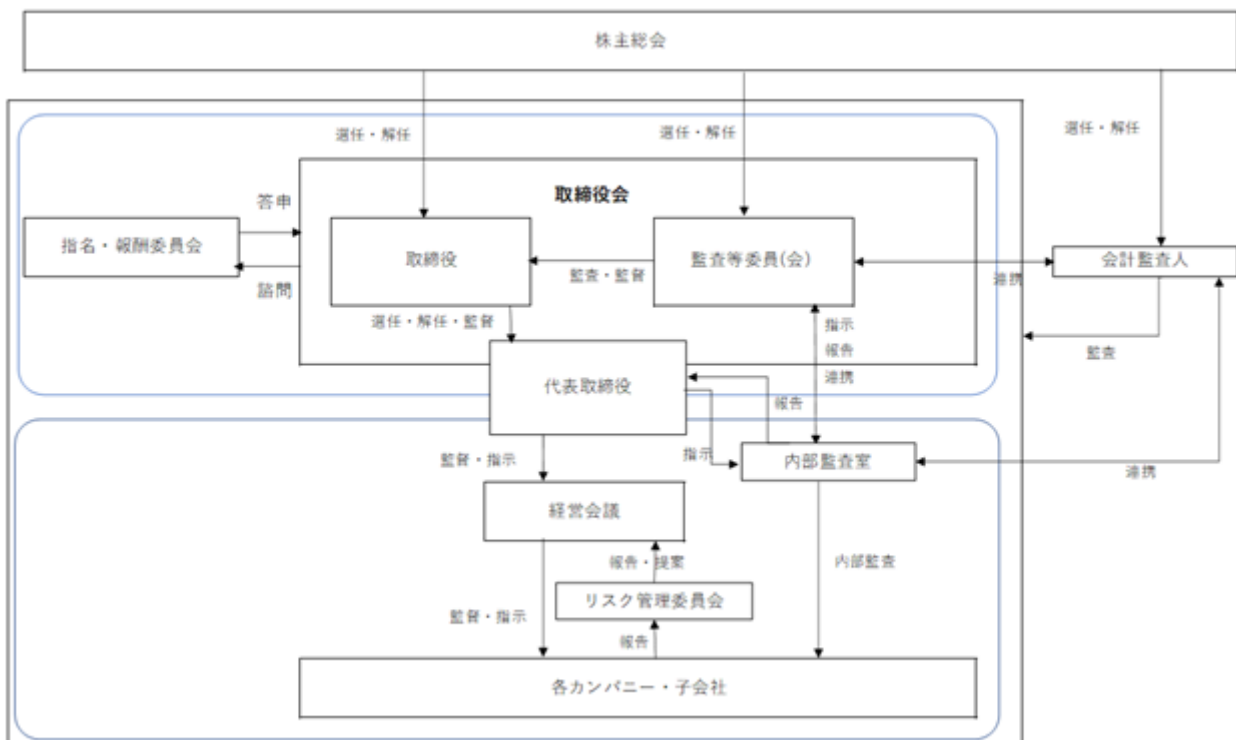 株主総会
選任・解任
選任・解任
選任・解任
取締役会
答申
指名・報酬委員会
諮問
取締役
監査・監督
監査等委員(会)
連携
会計監査人
選任・解任・監督
指示
報告
連携
監査
代表取締役
報告
指示
内部監査室
連携
監督・指示
経営会議
報告・提案
内部監査
リスク管理委員会
監督・指示
報告
各カンパニー・子会社